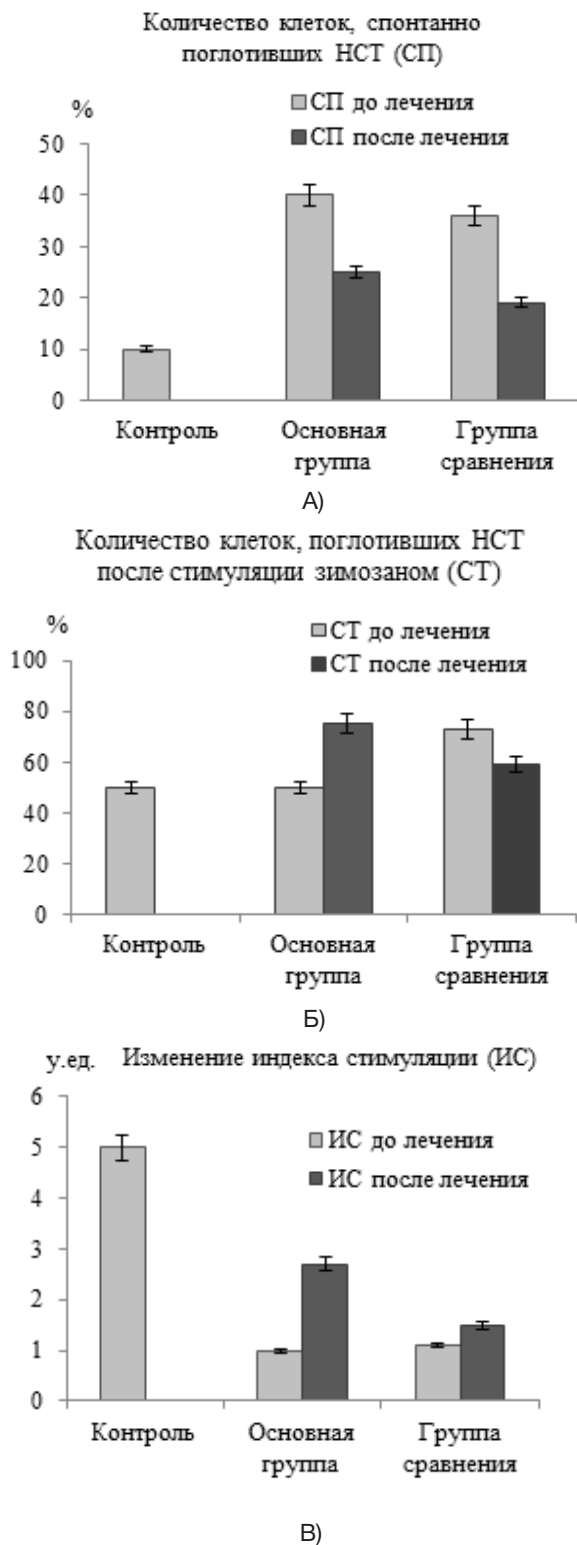 Количество клеток, спонтанно
поглотивших НСТ (СП)
%
СП до лечения
СП после лечения
50
40
30
20
10
0
Контроль
Основная
группа
Группа
сравнения
А)
Количество клеток, поглотивших НСТ
после стимуляции зимозаном (СТ)
%
СТ до лечения
СТ после лечения
100
80
60
40
20
0
Контроль
Основная
группа
Группа
сравнения
Б)
у.ед. Изменение индекса стимуляции (ИС)
ИС до лечения
ИС после лечения
6
5
4
3
2
1
0
Контроль
Основная
группа
Группа
сравнения
В)